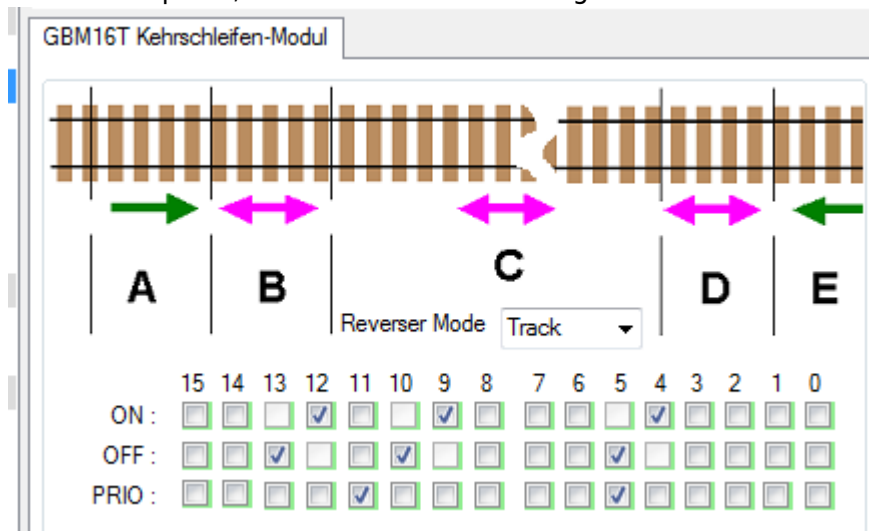 GBM16T Kehrschleifen-Modul
A B C D E
Reverser Mode Track
15 14 13 12 11 10 9 8 7 6 5 4 3 2 1 0
ON :
OFF :
PRIO :